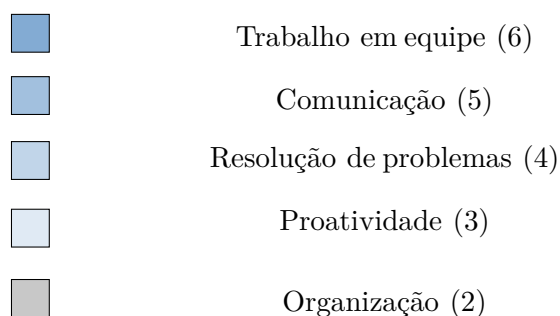 Trabalho em equipe (6)
Comunicação (5)
Resolução de problemas (4)
Proatividade (3)
Organização (2)